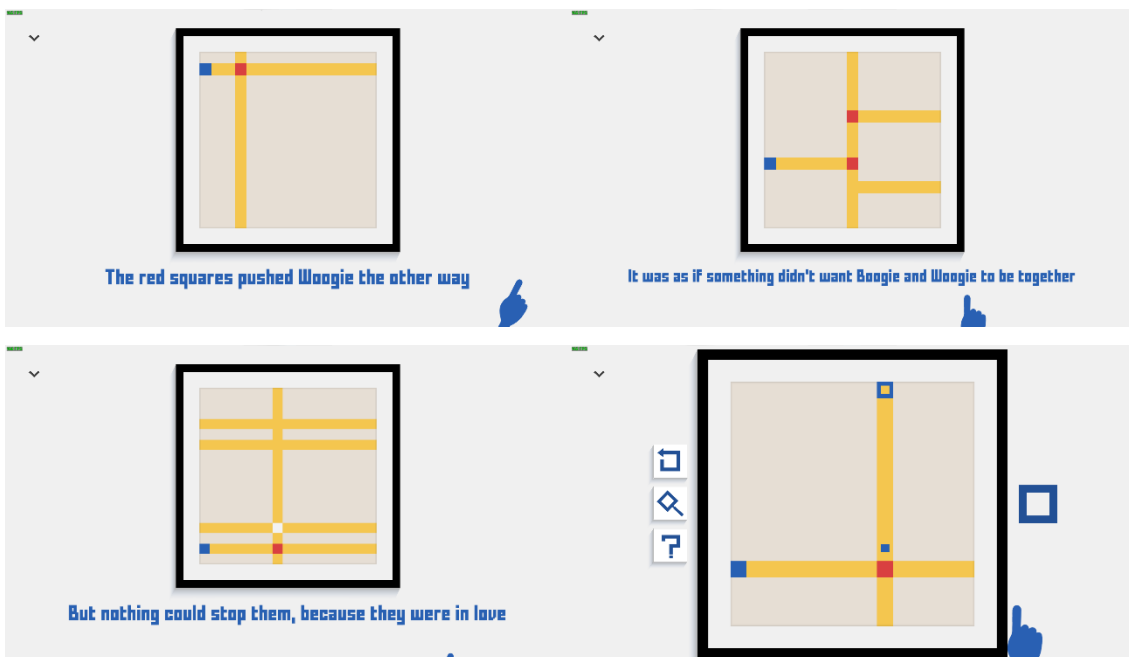 The red squares pushed Woogie the other way
It was as if something didn't want Boogie and Woogie to be together
But nothing could stop them, because they were in love
?